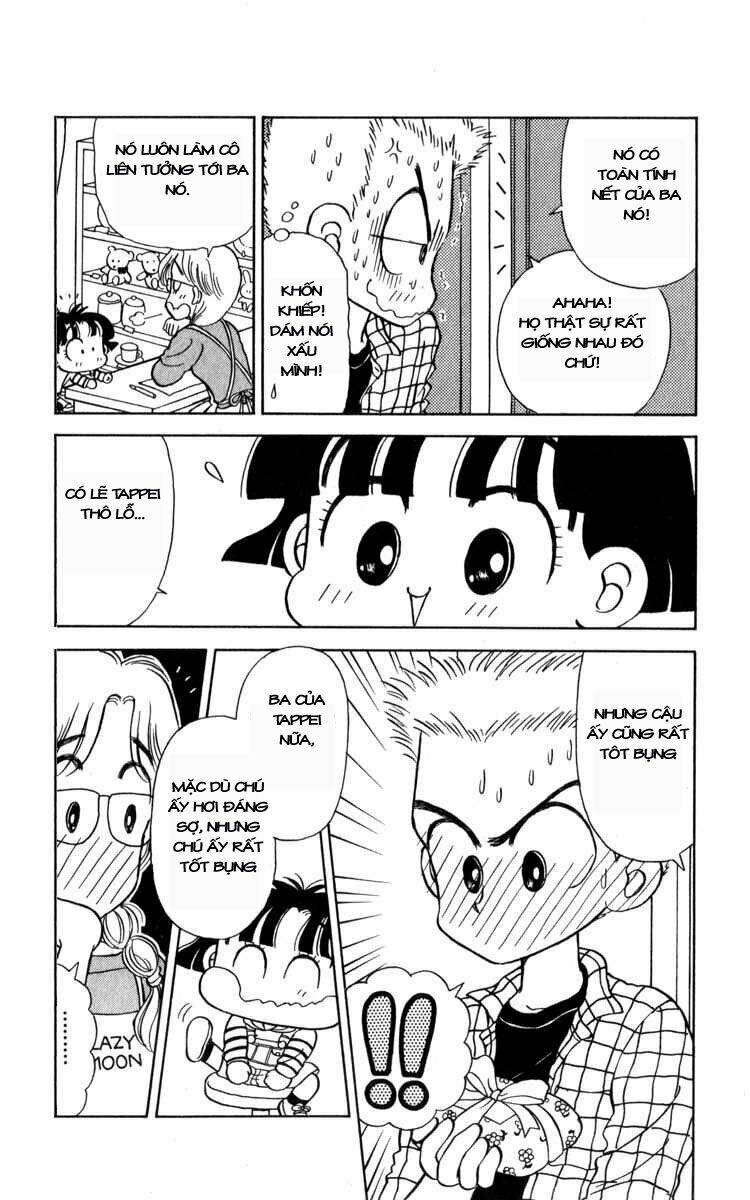 NÓ CÓ
TOÀN TÍNH
NẾT CỦA BA
NÓ!
AHAHA!
HỌ THẬT SỰ RẤT
GIỐNG NHAU ĐÓ
CHỨ!
KHỐN
KHIẾP!
DÁM NÓI
XẤU
MÌNH!
NÓ LUÔN LÀM CÔ
LIÊN TƯỞNG TỚI BA
NÓ.
CÓ LẼ TAPPEI
THÔ LỖ...
NHƯNG CẬU
ẤY CŨNG RẤT
TÔT BỤNG
!!
BA CỦA
TAPPEI
NỮA,
MẶC DÙ CHÚ
ẤY HƠI ĐÁNG
SỢ, NHƯNG
CHÚ ẤY RẤT
TỐT BỤNG
LAZY
MOON
........